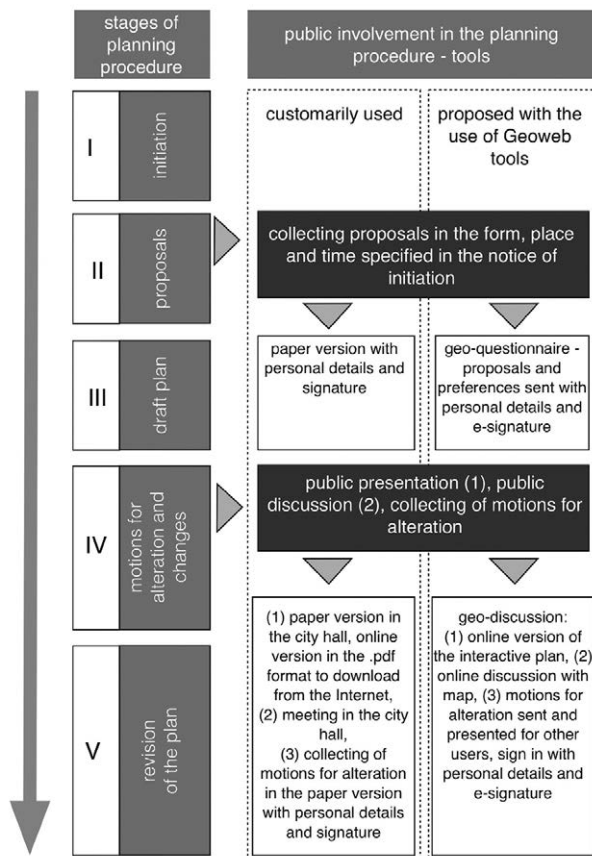 stages of
planning
procedure
public involvement in the planning
procedure - tools
customarily used
proposed with the
use of Geoweb
tools
I
initiation
II
proposals
collecting proposals in the form, place
and time specified in the notice of
initiation
III
draft plan
paper version with
personal details and
signature
geo-questionnaire -
proposals and
preferences sent with
personal details and
e-signature
IV
motions for
alteration and
changes
public presentation (1), public
discussion (2), collecting of motions for
alteration
V
revision
of the plan
(1) paper version in
the city hall, online
version in the .pdf
format to download
from the Internet,
(2) meeting in the city
hall,
(3) collecting of
motions for alteration
in the paper version
with personal details
and signature
geo-discussion:
(1) online version of
the interactive plan, (2)
online discussion with
map, (3) motions for
alteration sent and
presented for other
users, sign in with
personal details and
e-signature